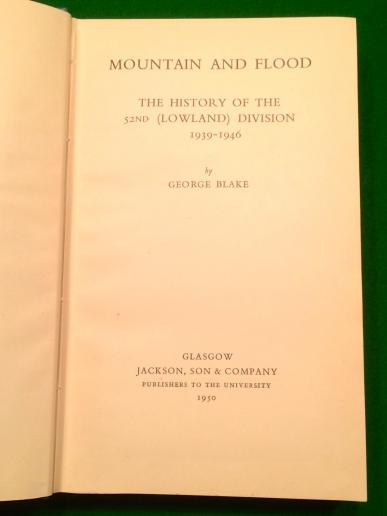 MOUNTAIN AND FLOOD
THE HISTORY OF THE
52ND (LOWLAND) DIVISION
1939-1946
by
GEORGE BLAKE
GLASGOW
JACKSON, SON & COMPANY
PUBLISHERS TO THE UNIVERSITY
1950